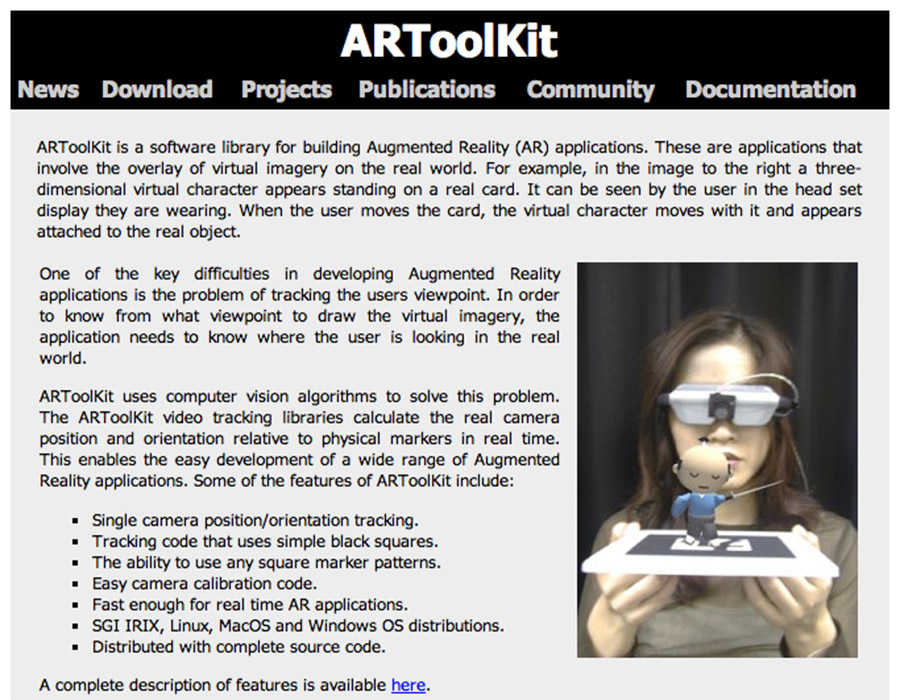 ARToolKit
News Download Projects Publications Community Documentation
ARToolKit is a software library for building Augmented Reality (AR) applications. These are applications that
involve the overlay of virtual imagery on the real world. For example, in the image to the right a three-
dimensional virtual character appears standing on a real card. It can be seen by the user in the head set
display they are wearing. When the user moves the card, the virtual character moves with it and appears
attached to the real object.
One of the key difficulties in developing Augmented Reality
applications is the problem of tracking the users viewpoint. In order
to know from what viewpoint to draw the virtual imagery, the
application needs to know where the user is looking in the real
world.
ARToolKit uses computer vision algorithms to solve this problem.
The ARToolKit video tracking libraries calculate the real camera
position and orientation relative to physical markers in real time.
This enables the easy development of a wide range of Augmented
Reality applications. Some of the features of ARToolKit include:
▪ Single camera position/orientation tracking.
▪ Tracking code that uses simple black squares.
▪ The ability to use any square marker patterns.
▪ Easy camera calibration code.
▪ Fast enough for real time AR applications.
▪ SGI IRIX, Linux, MacOS and Windows OS distributions.
▪ Distributed with complete source code.
A complete description of features is available here.